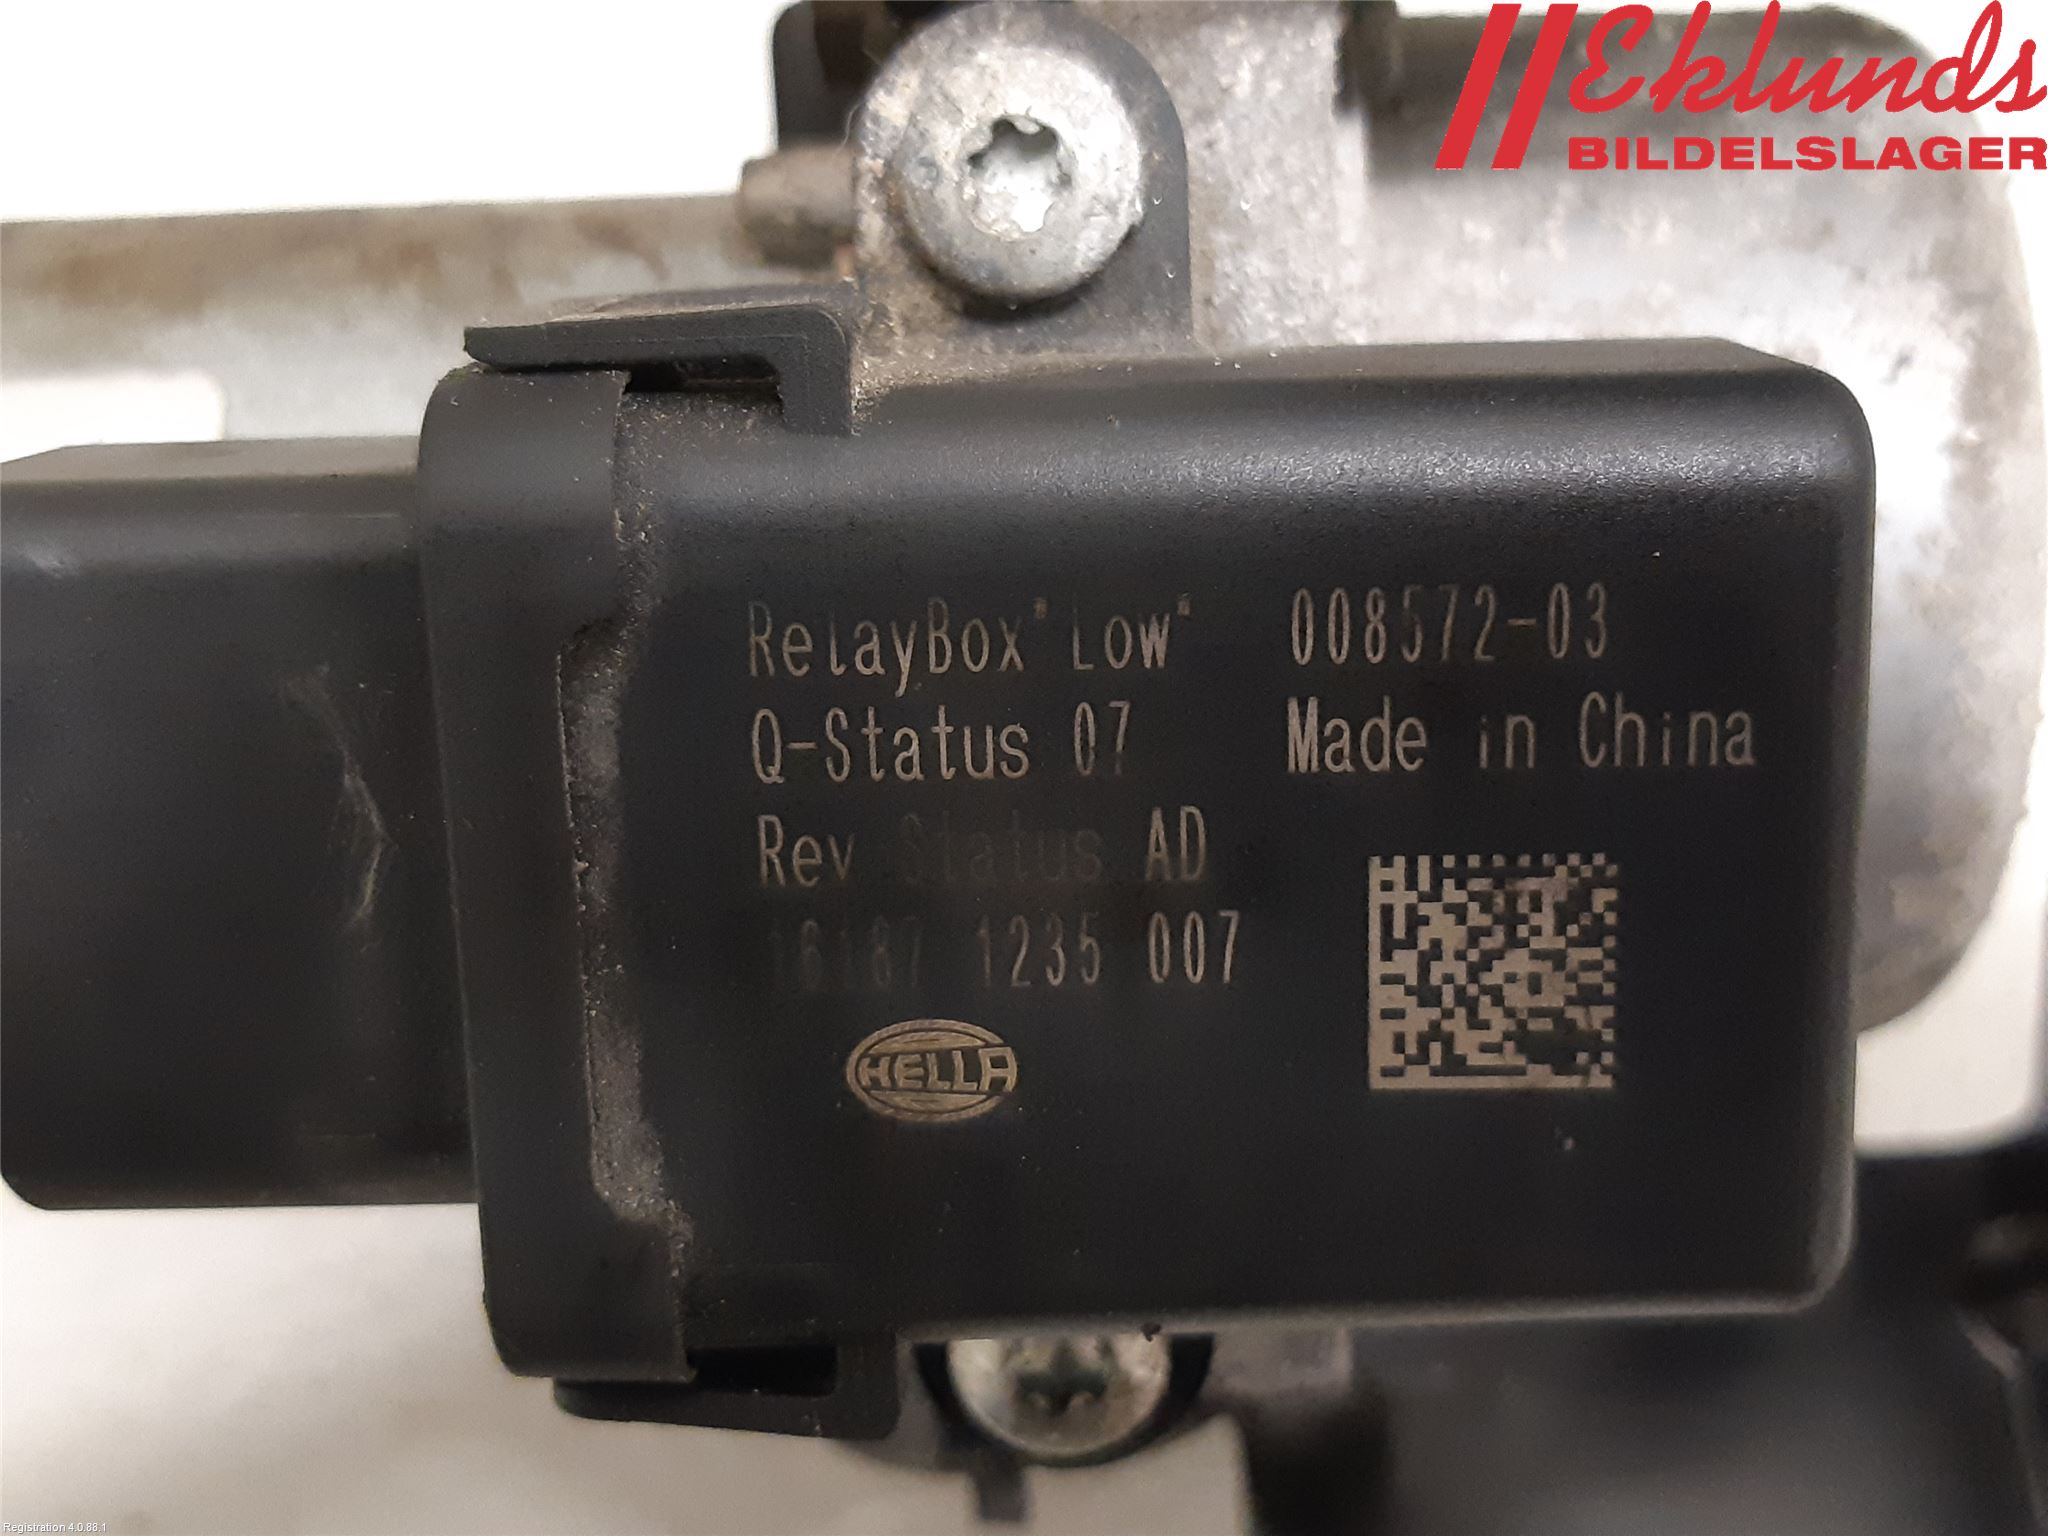 Eklunds
BILDELSLAGER
RelayBox"Low" 008572-03
Q-Status 07 Made in China
Rev Status AD
16187 1235 007
HELLA
Registration 4.0.88.1